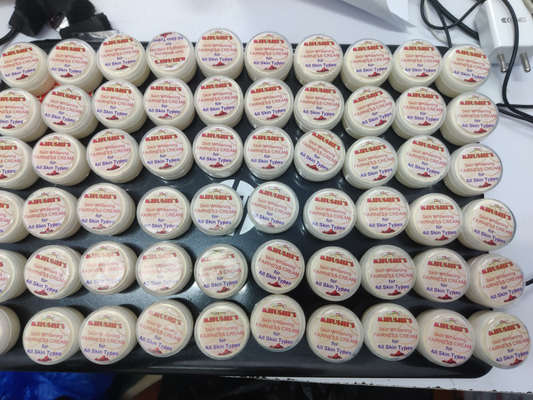 KHUSHI'S
Skin Whitening
FAIRNESS CREAM
for
All Skin Types